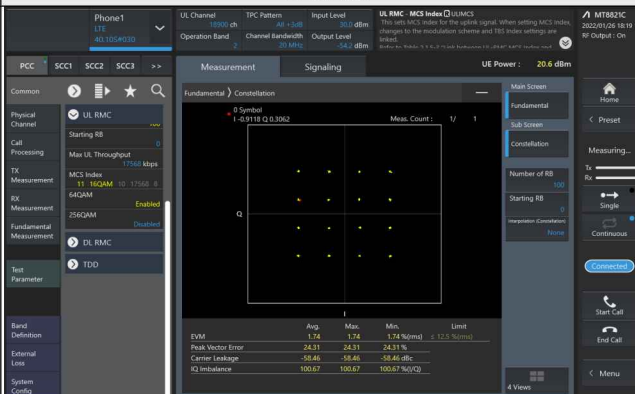 Phone1
LTE
40.105#030
UL Channel
18900 ch
TPC Pattern
All +3dB
Input Level
30.0 dBm
Operation Band
2
Channel Bandwidth
20 MHz
Output Level
-54.2 dBm
UL RMC - MCS Index UULMCS
This sets MCS Index for the uplink signal. When setting MCS Index,
changes to the modulation scheme and TBS Index settings are
linked.
MT8821C
2022/01/26 18:19
RF Output : On
PCC SCC1 SCC2 SCC3 >>
Measurement
Signaling
UE Power : 20.6 dBm
Common
Physical
Channel
Call
Processing
TX
Measurement
RX
Measurement
Fundamental
Measurement
Test
Parameter
Band
Definition
External
Loss
System
Config
UL RMC
100
Starting RB
0
Max UL Throughput
17568 kbps
MCS Index
11 16QAM 10 17568 8
64QAM
Enabled
256QAM
Disabled
DL RMC
TDD
Fundamental > Constellation
0 Symbol
I -0.9118 Q 0.3062
Meas. Count : 1/ 1
Q
I
Avg. Max. Min. Limit
EVM 1.74 1.74 1.74 %(rms) ≤ 12.5 %(rms)
Peak Vector Error 24.31 24.31 24.31 %
Carrier Leakage -58.46 -58.46 -58.46 dBc
IQ Imbalance 100.67 100.67 100.67 %(I/Q)
Main Screen
Fundamental
Sub Screen
Constellation
Number of RB
100
Starting RB
0
Interpolation (Constellation)
None
4 Views
Home
< Preset
Measuring...
Tx
Rx
Single
Continuous
Connected
Start Call
End Call
< Menu